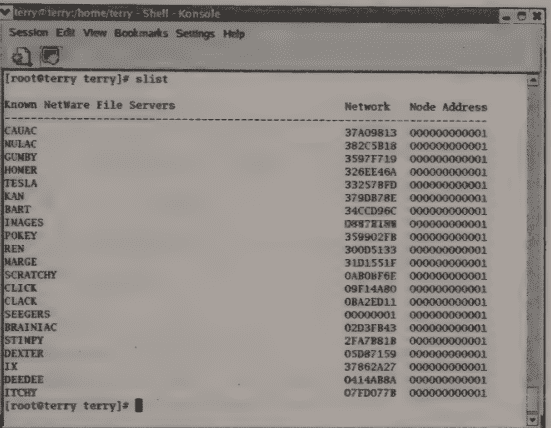 terry@terry:/home/terry - Shell - Konsole
Session Edit View Bookmarks Settings Help
[root@terry terry]# slist
Known NetWare File Servers Network Node Address
--------------------------------------------------------------------------------
CAUAC 37A09813 000000000001
MULAC 382C5B18 000000000001
GUMBY 3597F719 000000000001
HOMER 326EE46A 000000000001
TESLA 33257BFD 000000000001
KAN 379DB78E 000000000001
BART 34CCD96C 000000000001
IMAGES 000000000001
POKEY 359902FB 000000000001
REN 300D5133 000000000001
MARGE 31D1551F 000000000001
SCRATCHY 0AB0BF6E 000000000001
CLICK 09F14A80 000000000001
CLACK 0BA2ED11 000000000001
SEEGERS 00000001 000000000001
BRAINIAC 02D3FB43 000000000001
STIMPY 2FA7B81B 000000000001
DEXTER 05D87159 000000000001
IX 37862A27 000000000001
DEEDEE 0414AB8A 000000000001
ITCHY 07FD077B 000000000001
[root@terry terry]#